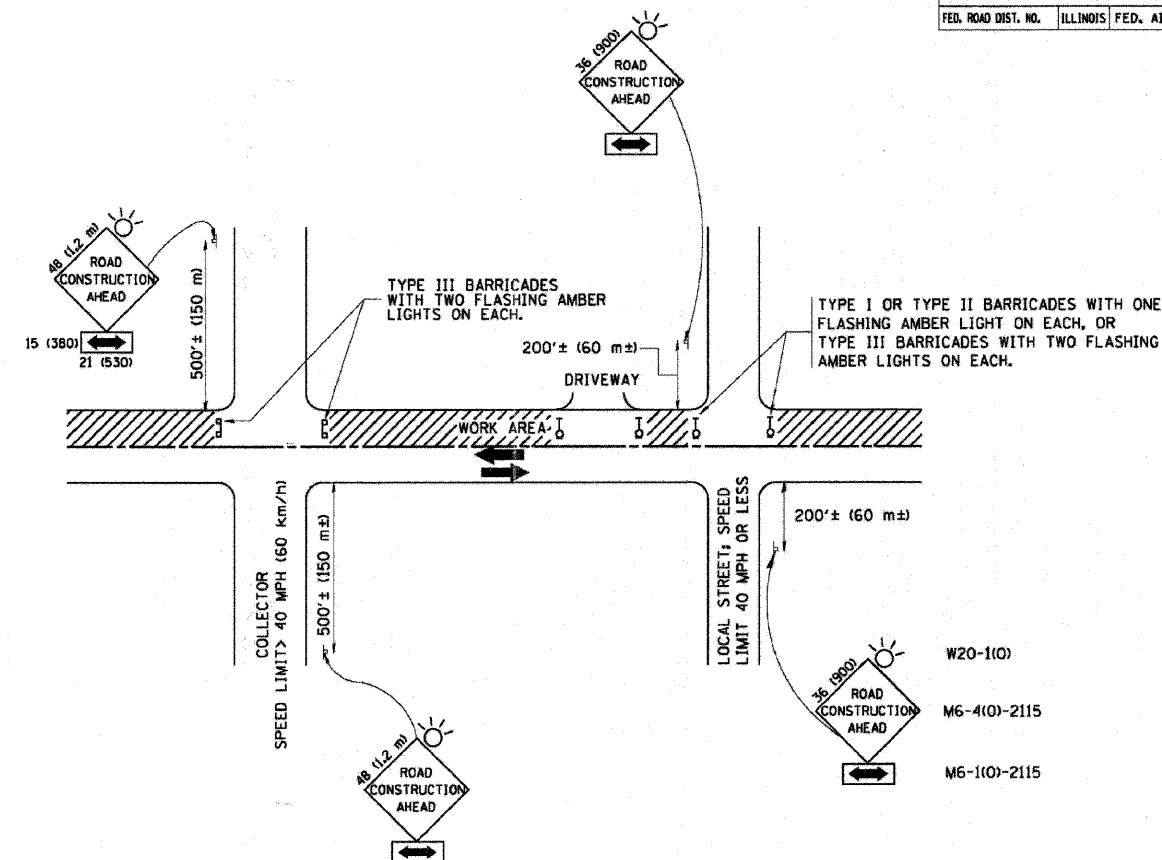 FED. ROAD DIST. NO. ILLINOIS FED. AI
36 (900)
ROAD
CONSTRUCTION
AHEAD
48 (1.2 m)
ROAD
CONSTRUCTION
AHEAD
15 (380)
21 (530)
500'± (150 m)
TYPE III BARRICADES
WITH TWO FLASHING AMBER
LIGHTS ON EACH.
200'± (60 m±)
DRIVEWAY
TYPE I OR TYPE II BARRICADES WITH ONE
FLASHING AMBER LIGHT ON EACH, OR
TYPE III BARRICADES WITH TWO FLASHING
AMBER LIGHTS ON EACH.
WORK AREA
COLLECTOR
SPEED LIMIT> 40 MPH (60 km/h)
500'± (150 m±)
LOCAL STREET; SPEED
LIMIT 40 MPH OR LESS
200'± (60 m±)
36 (900)
ROAD
CONSTRUCTION
AHEAD
W20-1(O)
M6-4(O)-2115
M6-1(O)-2115
48 (1.2 m)
ROAD
CONSTRUCTION
AHEAD